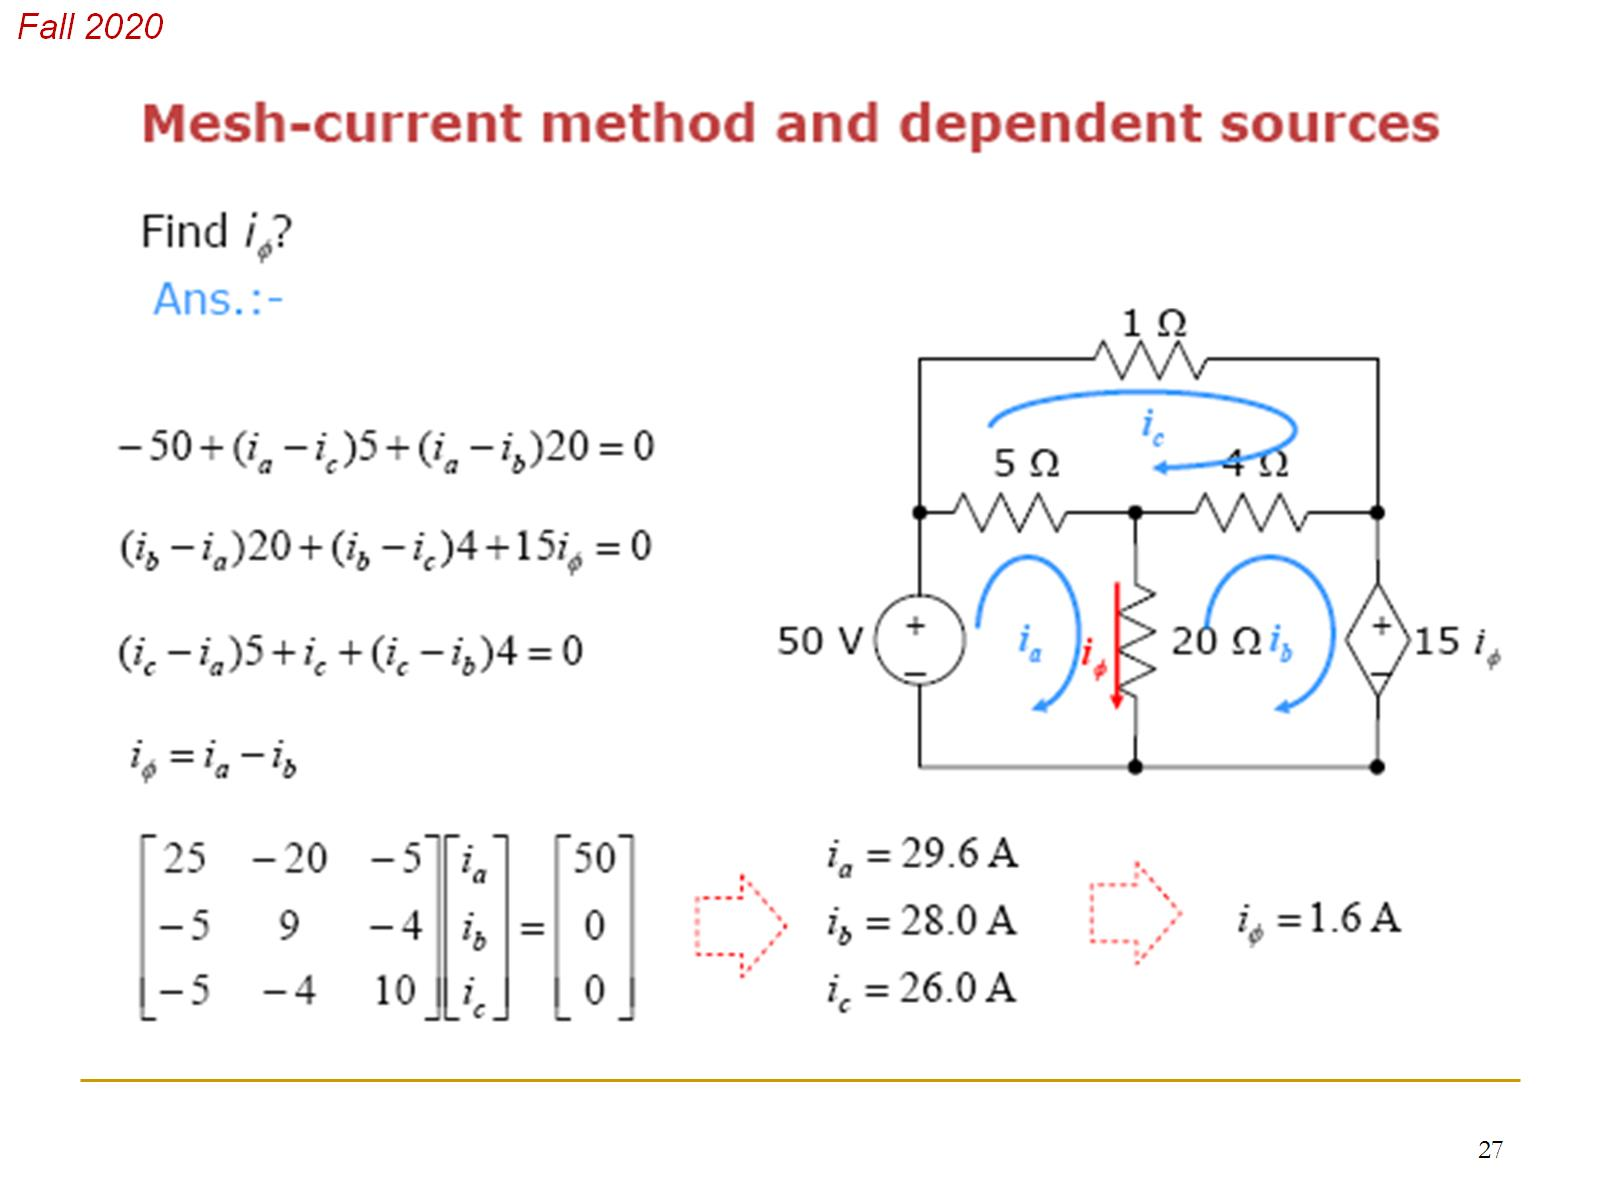 Fall 2020
Mesh-current method and dependent sources
Find iϕ?
Ans.:-
−50+(ia −ic)5+(ia −ib)20 = 0
(ib −ia)20+(ib −ic)4+15iϕ = 0
(ic −ia)5+ic +(ic −ib)4 = 0
iϕ = ia −ib
1 Ω
ic
5 Ω
4 Ω
50 V
+
−
ia
iϕ
20 Ω
ib
+
−
15 iϕ
25 −20 −5 ia 50
−5 9 −4 ib = 0
−5 −4 10 ic 0
ia = 29.6 A
ib = 28.0 A
ic = 26.0 A
iϕ = 1.6 A
27